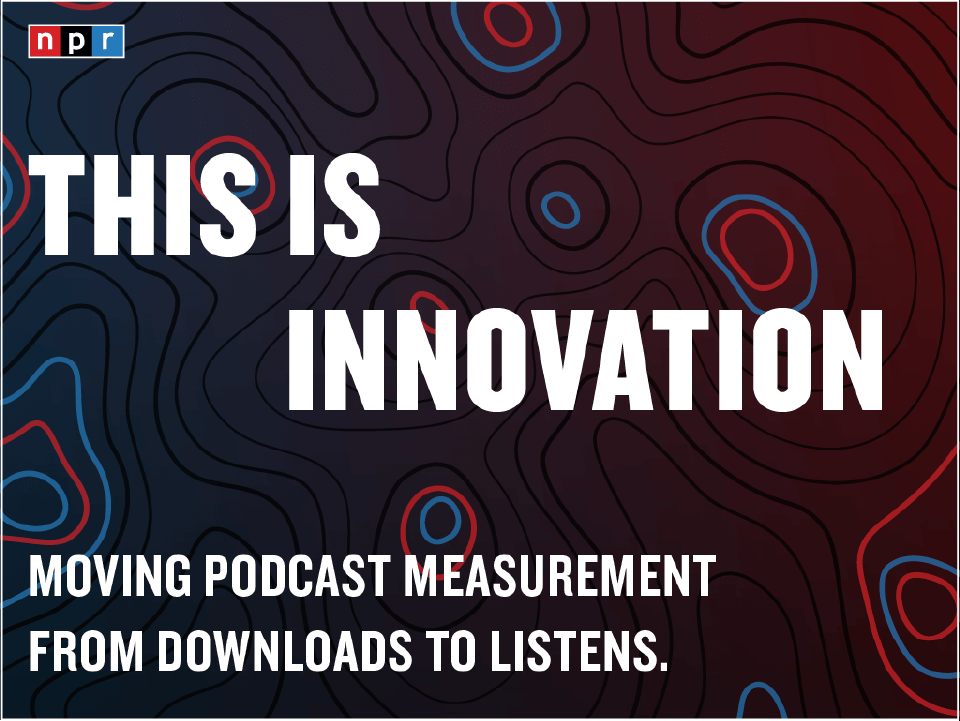 npr
THIS IS
INNOVATION
MOVING PODCAST MEASUREMENT
FROM DOWNLOADS TO LISTENS.